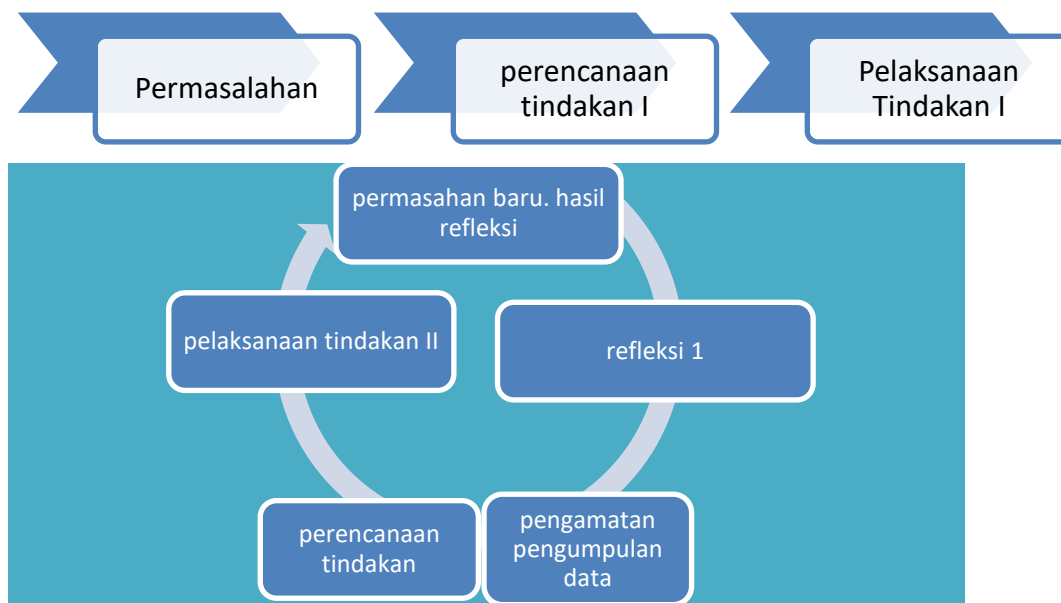 Permasalahan
perencanaan
tindakan I
Pelaksanaan
Tindakan I
permasahan baru. hasil
refleksi
pelaksanaan tindakan II
refleksi 1
perencanaan
tindakan
pengamatan
pengumpulan
data